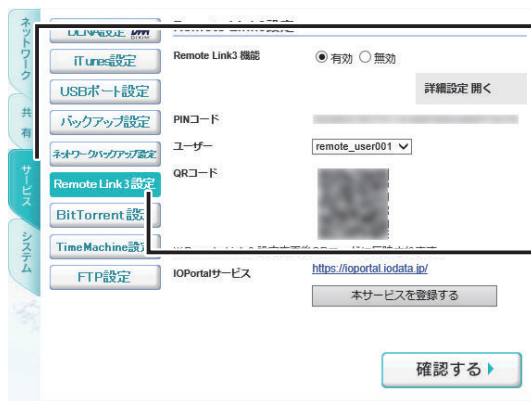 ネットワーク
共有
サービス
システム
iTunes設定
USBポート設定
バックアップ設定
ネットワークバックアップ設定
Remote Link3設定
BitTorrent設定
TimeMachine設定
FTP設定
Remote Link3 機能
有効 無効
詳細設定 開く
PINコード
ユーザー
remote_user001
QRコード
IOPortalサービス
https://ioportal.iodata.jp/
本サービスを登録する
確認する